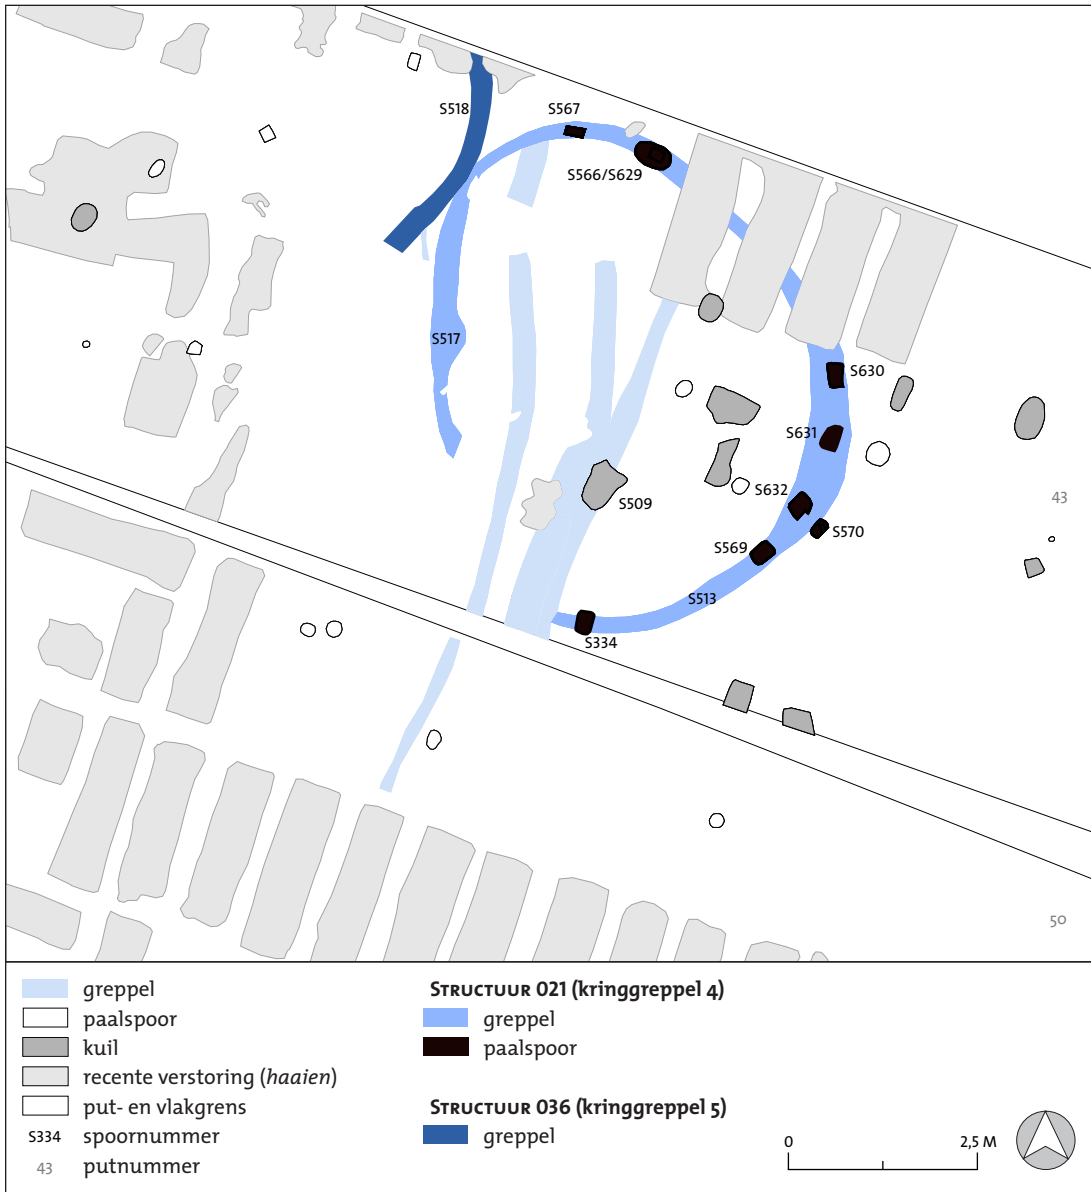 S518
S567
S566/S629
S517
S630
S631
S632
S570
S509
S569
S513
S334
43
50
greppel
paalspoor
kuil
recente verstoring (haaien)
put- en vlakgrens
S334 spoornummer
43 putnummer
STRUCTUUR 021 (kringgreppel 4)
greppel
paalspoor
STRUCTUUR 036 (kringgreppel 5)
greppel
0 2,5 M